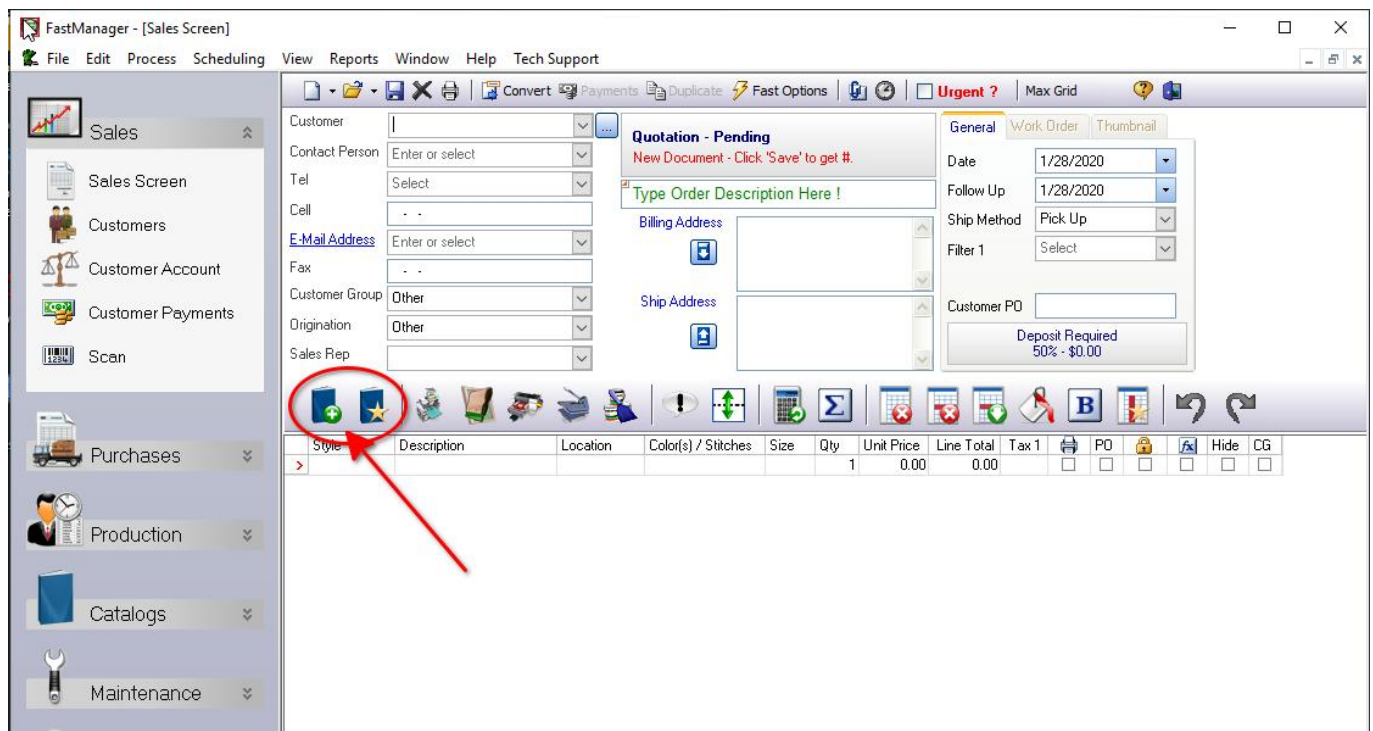 FastManager - [Sales Screen]
File Edit Process Scheduling View Reports Window Help Tech Support
Convert Payments Duplicate Fast Options Urgent ? Max Grid
Sales
Sales Screen
Customers
Customer Account
Customer Payments
1234
Scan
Purchases
Production
Catalogs
Maintenance
Customer
...
Contact Person Enter or select
Tel Select
Cell - -
E-Mail Address Enter or select
Fax - -
Customer Group Other
Origination Other
Sales Rep
Quotation - Pending
New Document - Click 'Save' to get #.
Type Order Description Here !
Billing Address
Ship Address
General Work Order Thumbnail
Date 1/28/2020
Follow Up 1/28/2020
Ship Method Pick Up
Filter 1 Select
Customer PO
Deposit Required
50% - $0.00
Σ B
Style Description Location Color(s) / Stitches Size Qty Unit Price Line Total Tax 1 PO fx Hide CG
> 1 0.00 0.00